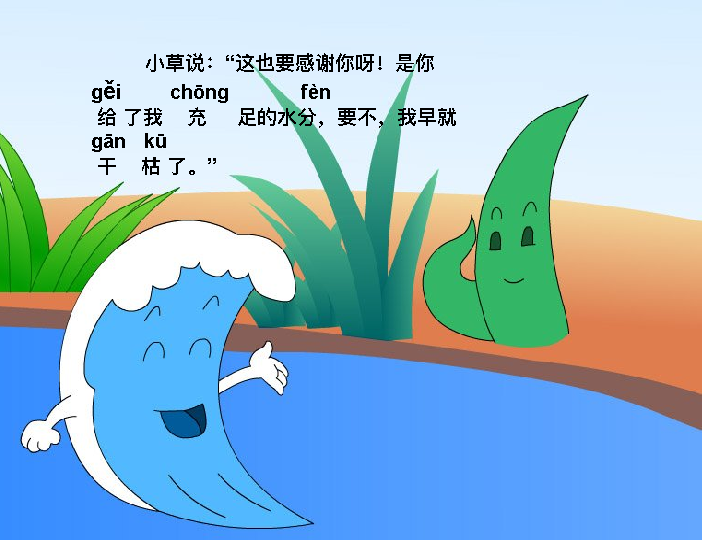 小草说:“这也要感谢你呀!是你
gěi chōng fèn
给了我 充 足的水分,要不,我早就
gān kū
干 枯了。”